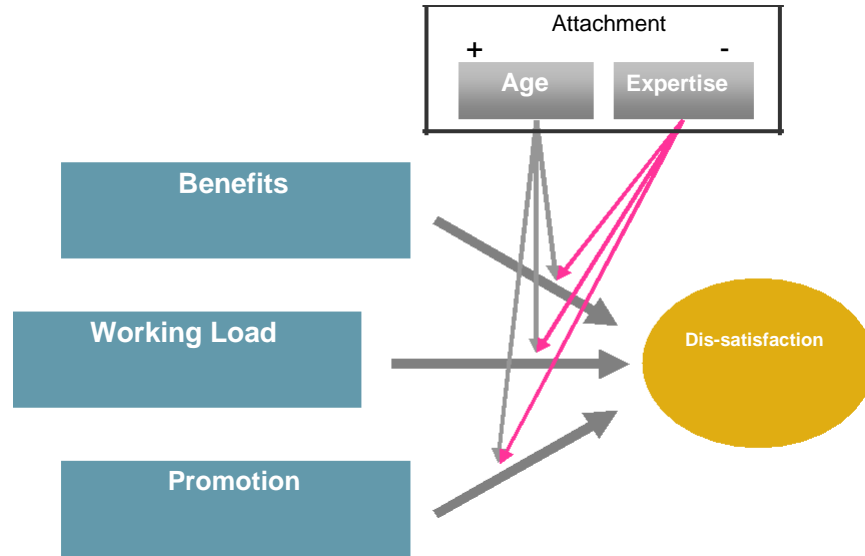 Attachment
+ -
Age Expertise
Benefits
Working Load
Dis-satisfaction
Promotion